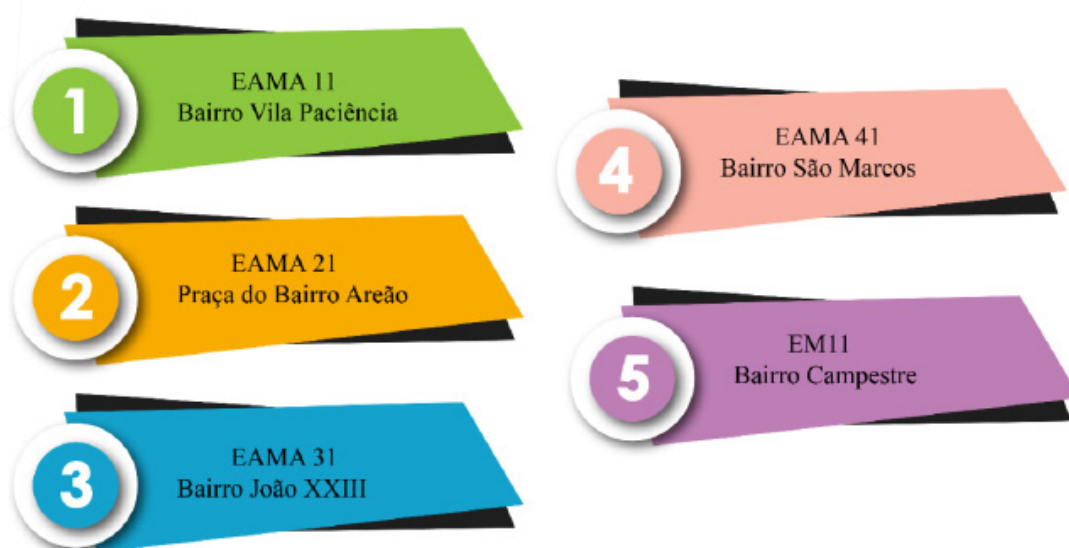 1
EAMA 11
Bairro Vila Paciência
2
EAMA 21
Praça do Bairro Areão
3
EAMA 31
Bairro João XXIII
4
EAMA 41
Bairro São Marcos
5
EM11
Bairro Campestre